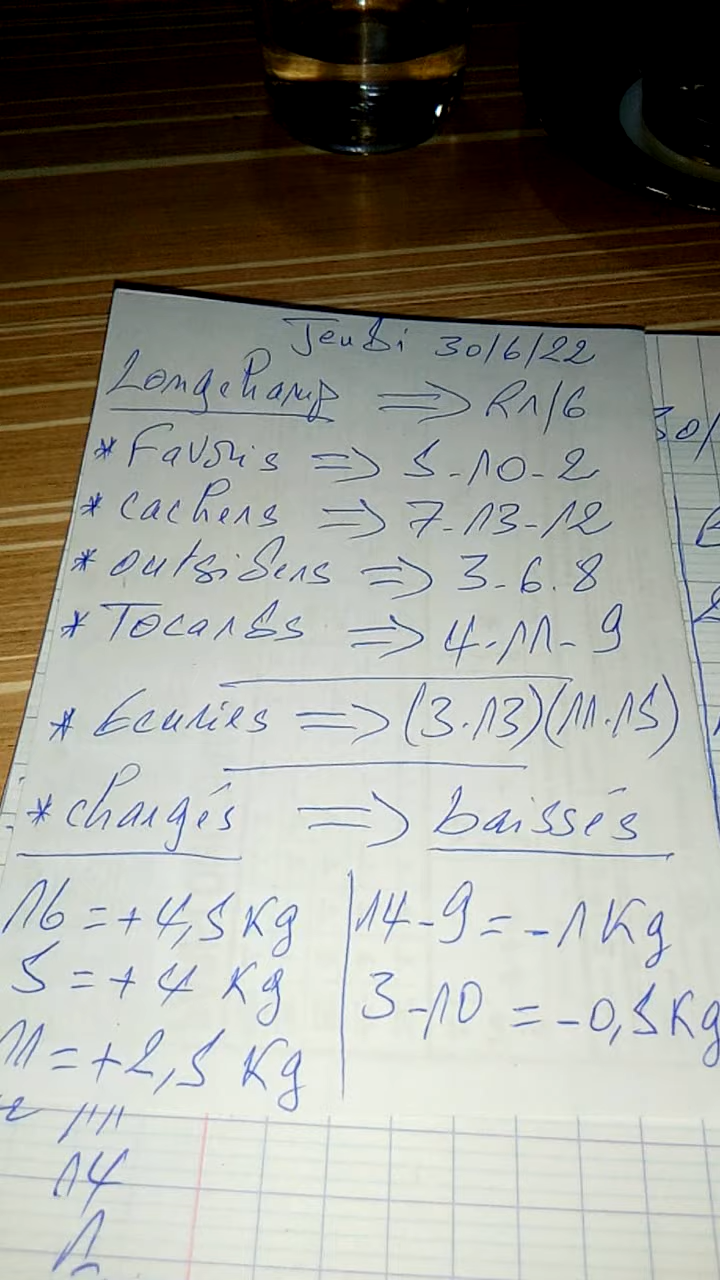 Jeudi 30/6/22
Longchamp => R1/6
* Favoris => 5-10-2
* cachers => 7-13-12
* outsiders => 3-6.8
* Tocards => 4-11-9
* Ecuries => (3.13)(11.15)
* chargés => baissés
16 = +4,5 Kg
14-9 = -1 Kg
5 = +4 Kg
3-10 = -0,5 Kg
11 = +2,5 Kg
14
30/